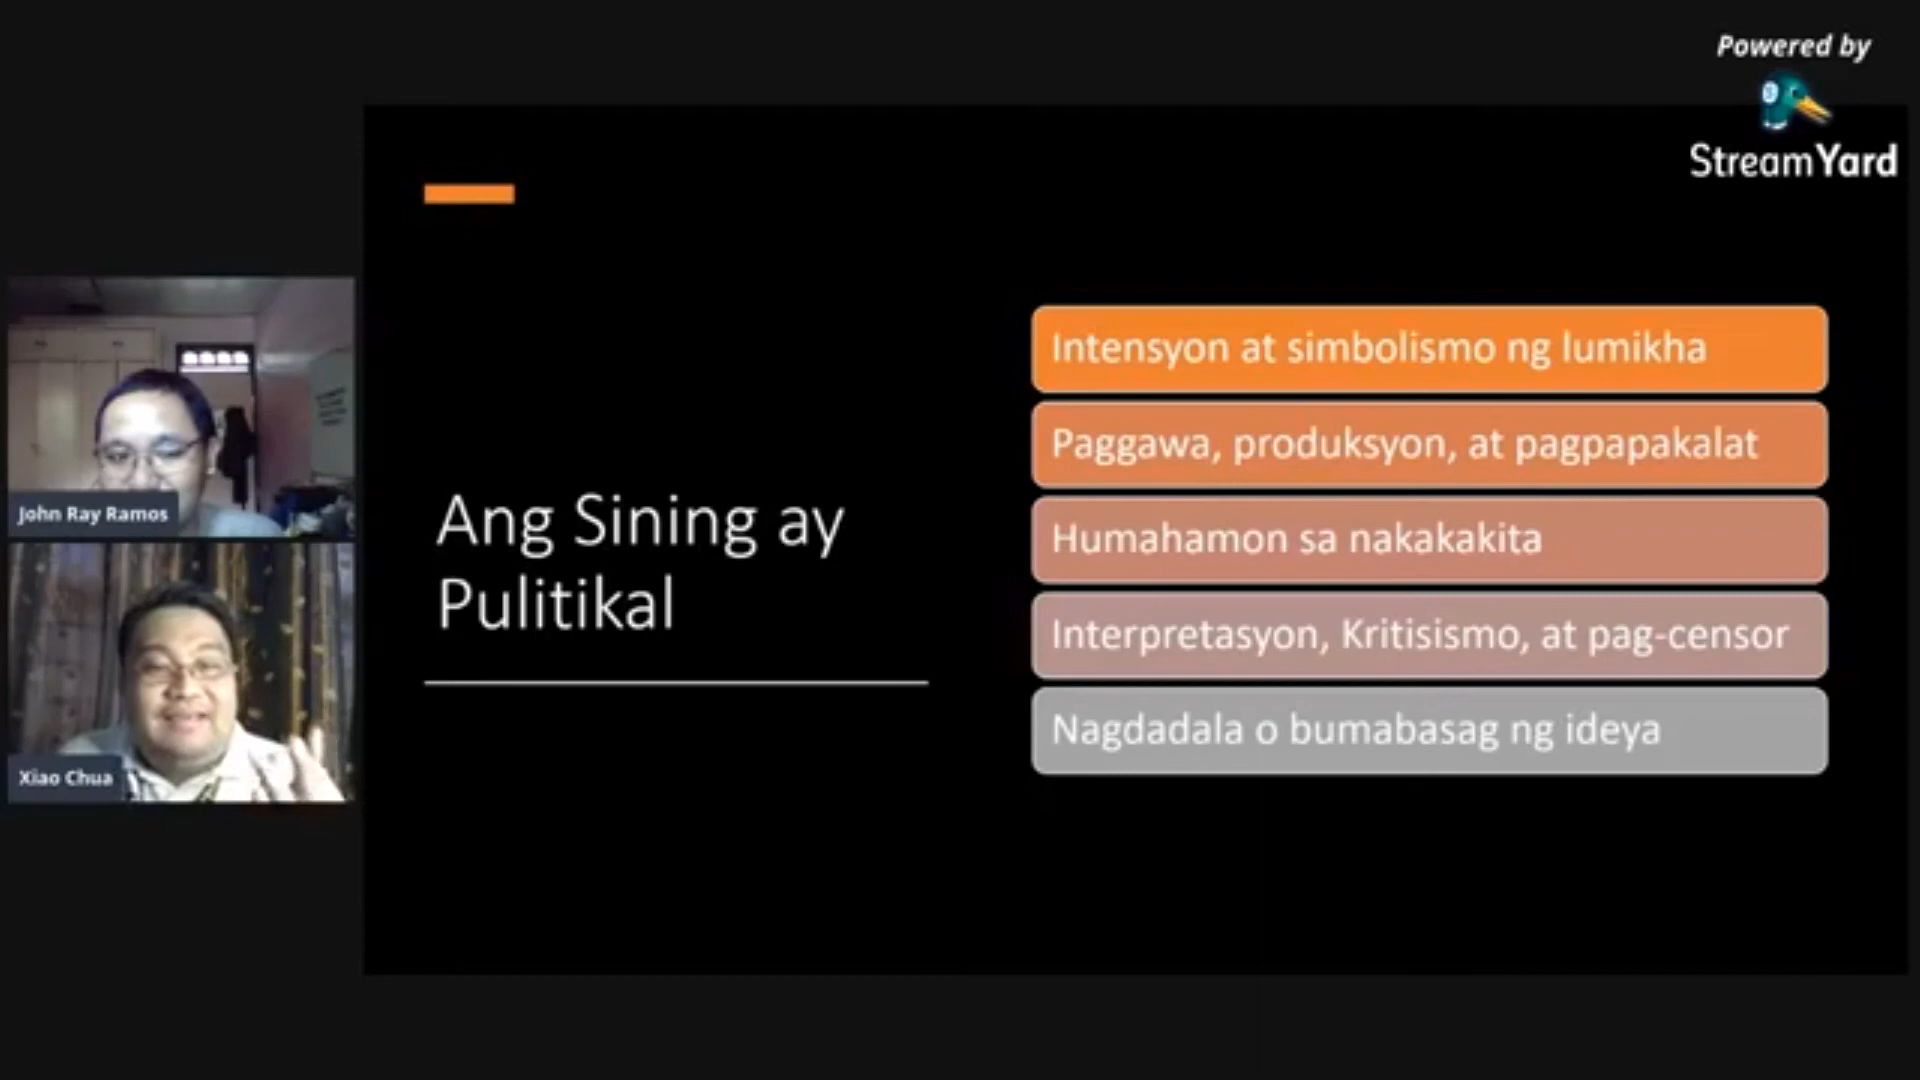 Powered by
StreamYard
John Ray Ramos
Xiao Chua
Ang Sining ay
Pulitikal
Intensyon at simbolismo ng lumikha
Paggawa, produksyon, at pagpapakalat
Humahamon sa nakakakita
Interpretasyon, Kritisismo, at pag-censor
Nagdadala o bumabasag ng ideya